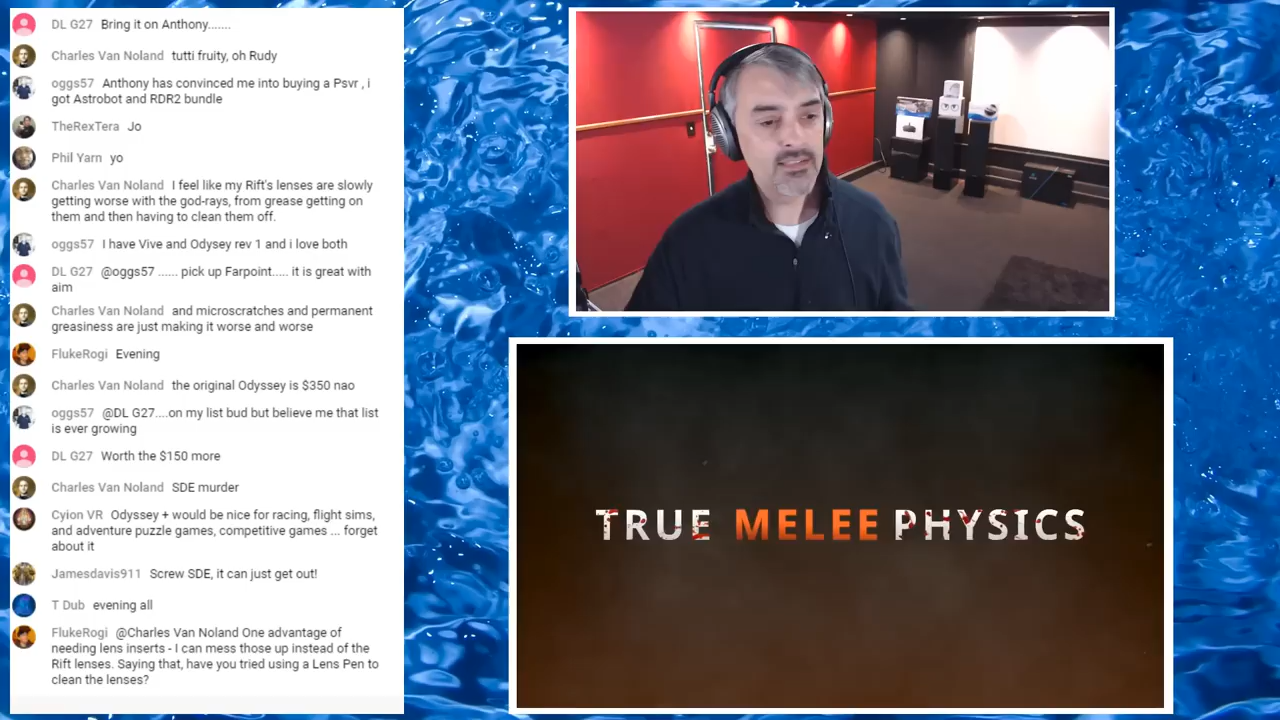 DL G27 Bring it on Anthony.......
Charles Van Noland tutti fruity, oh Rudy
oggs57 Anthony has convinced me into buying a Psvr , i
got Astrobot and RDR2 bundle
TheRexTera Jo
Phil Yarn yo
Charles Van Noland I feel like my Rift's lenses are slowly
getting worse with the god-rays, from grease getting on
them and then having to clean them off.
oggs57 I have Vive and Odysey rev 1 and i love both
DL G27 @oggs57 ...... pick up Farpoint..... it is great with
aim
Charles Van Noland and microscratches and permanent
greasiness are just making it worse and worse
FlukeRogi Evening
Charles Van Noland the original Odyssey is $350 nao
oggs57 @DL G27....on my list bud but believe me that list
is ever growing
DL G27 Worth the $150 more
Charles Van Noland SDE murder
Cyion VR Odyssey + would be nice for racing, flight sims,
and adventure puzzle games, competitive games ... forget
about it
Jamesdavis911 Screw SDE, it can just get out!
T Dub evening all
FlukeRogi @Charles Van Noland One advantage of
needing lens inserts - I can mess those up instead of the
Rift lenses. Saying that, have you tried using a Lens Pen to
clean the lenses?
TRUE MELEE PHYSICS